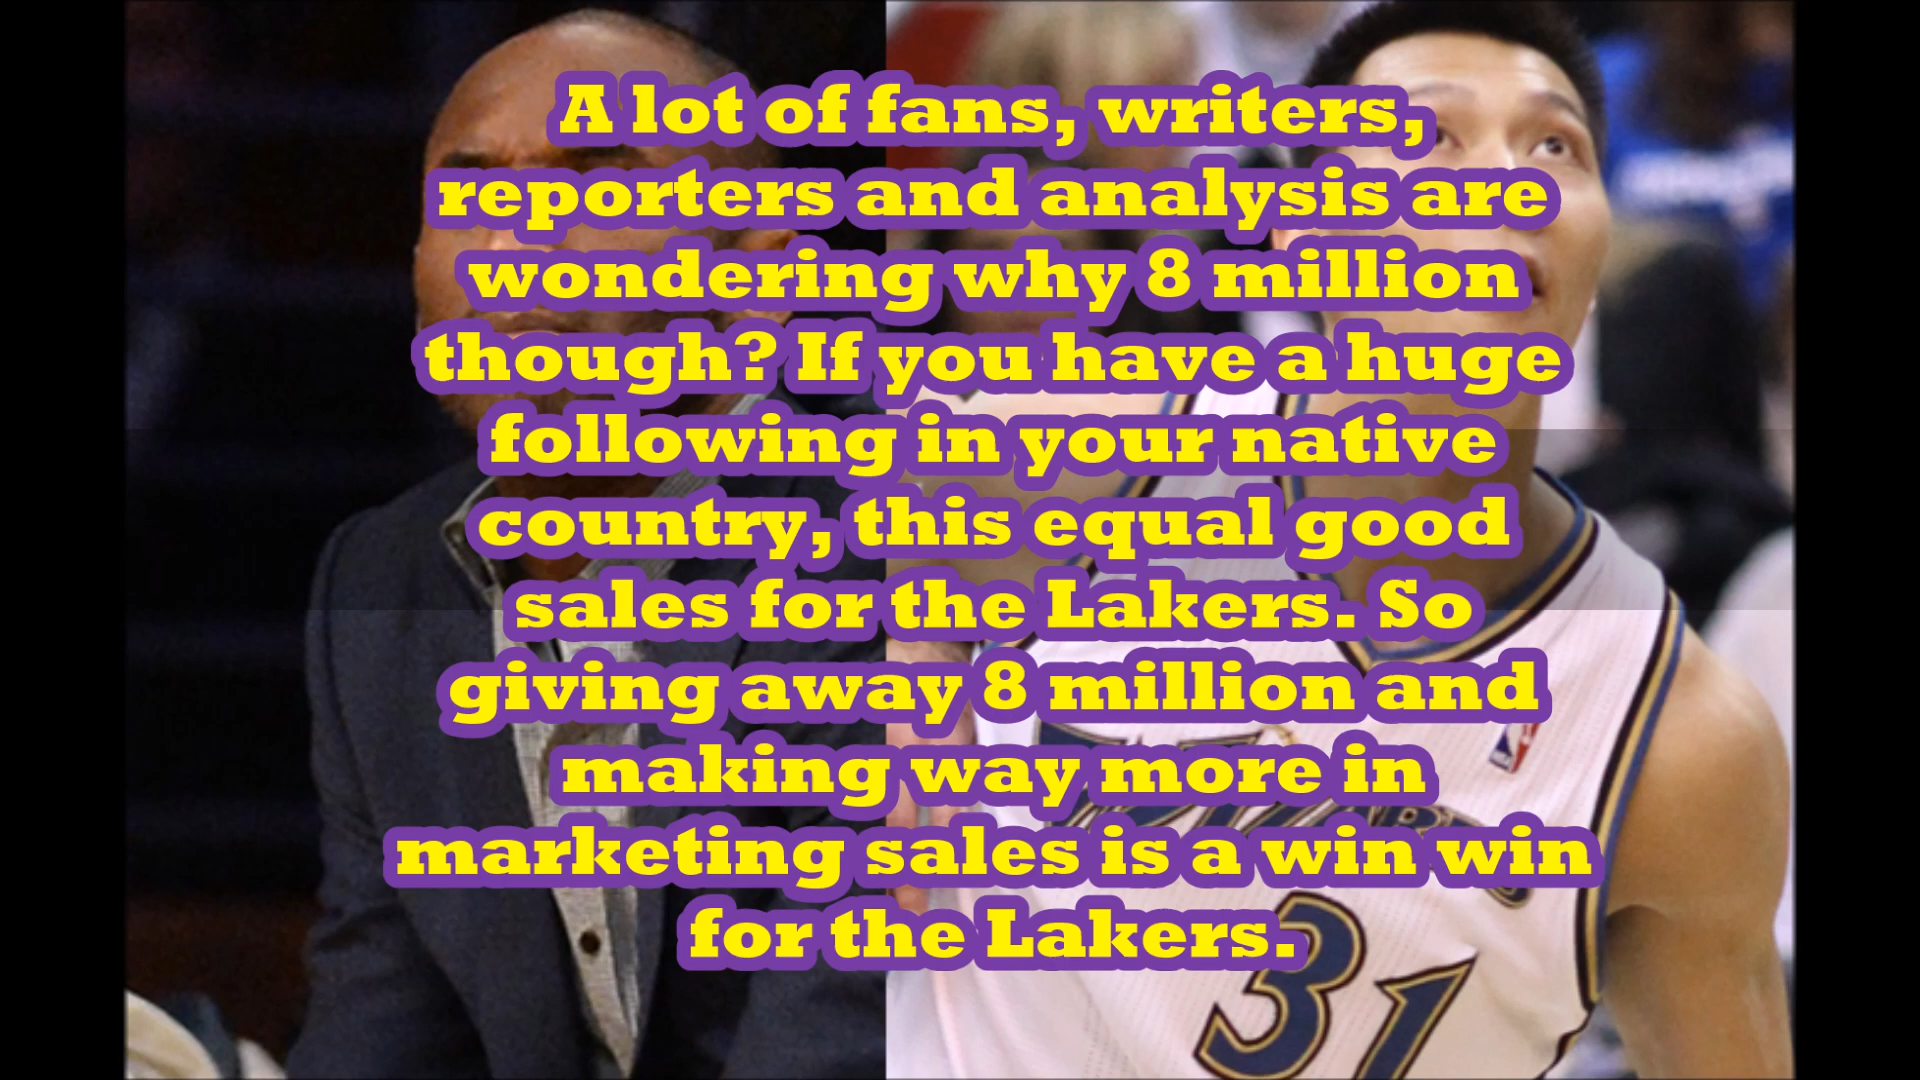 A lot of fans, writers,
reporters and analysis are
wondering why 8 million
though? If you have a huge
following in your native
country, this equal good
sales for the Lakers. So
giving away 8 million and
making way more in
marketing sales is a win win
for the Lakers.
31